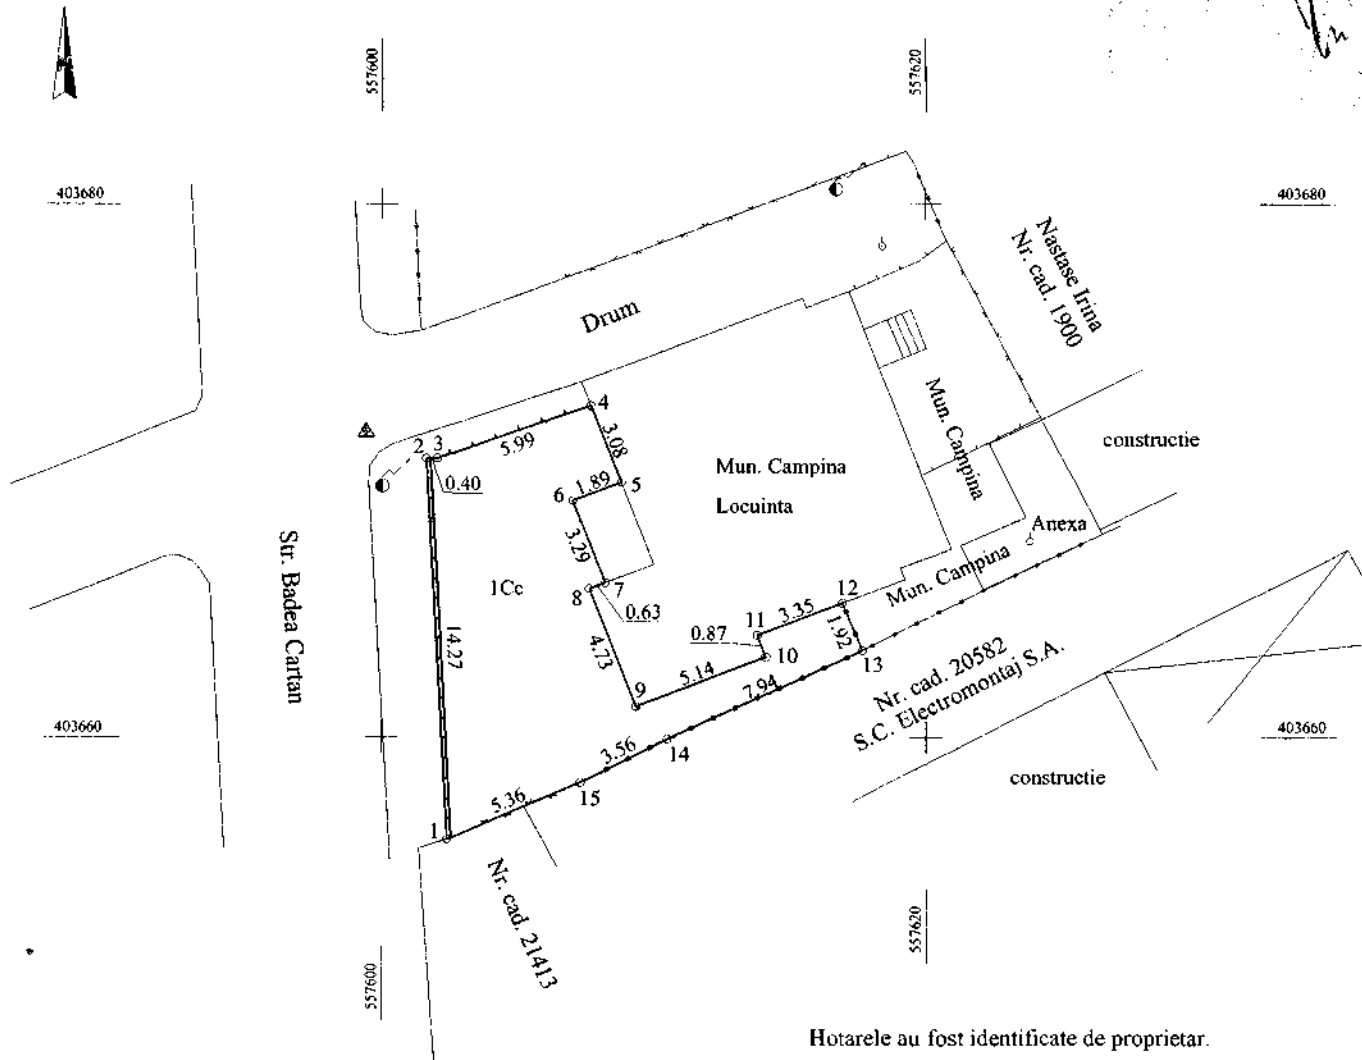 557600
557620
403680
403680
Nastase Irina
Nr. cad. 1900
Drum
4
2
3
5.99
3.08
0.40
5
1.89
6
Mun. Campina
Mun. Campina
Locuinta
constructie
Anexa
3.29
Str. Badea Cartan
1Cc
7
8
0.63
Mun. Campina
12
11
3.35
0.87
1.92
14.27
4.73
10
13
5.14
9
7.94
Nr. cad. 20582
S.C. Electromontaj S.A.
403660
403660
14
3.56
15
5.36
constructie
1
Nr. cad. 21413
557600
557620
Hotarele au fost identificate de proprietar.